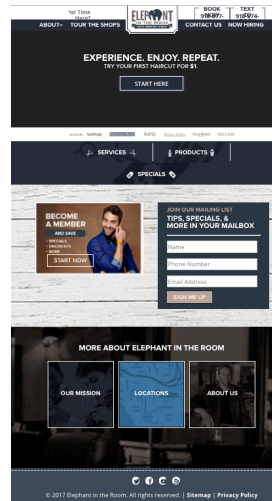 1st Time
Here?
ELEPHANT
IN THE ROOM
BOOK
TEXT
ABOUT
TOUR THE SHOPS
CONTACT US
NOW HIRING
EXPERIENCE. ENJOY. REPEAT.
TRY YOUR FIRST HAIRCUT FOR $1.
START HERE
SERVICES
PRODUCTS
SPECIALS
BECOME
A MEMBER
AND SAVE
• SPECIALS
• DISCOUNTS
• MORE
START NOW
JOIN OUR MAILING LIST
TIPS, SPECIALS, &
MORE IN YOUR MAILBOX
Name
Phone Number
Email Address
SIGN ME UP
MORE ABOUT ELEPHANT IN THE ROOM
OUR MISSION
LOCATIONS
ABOUT US
© 2017 Elephant in the Room. All rights reserved. | Sitemap | Privacy Policy